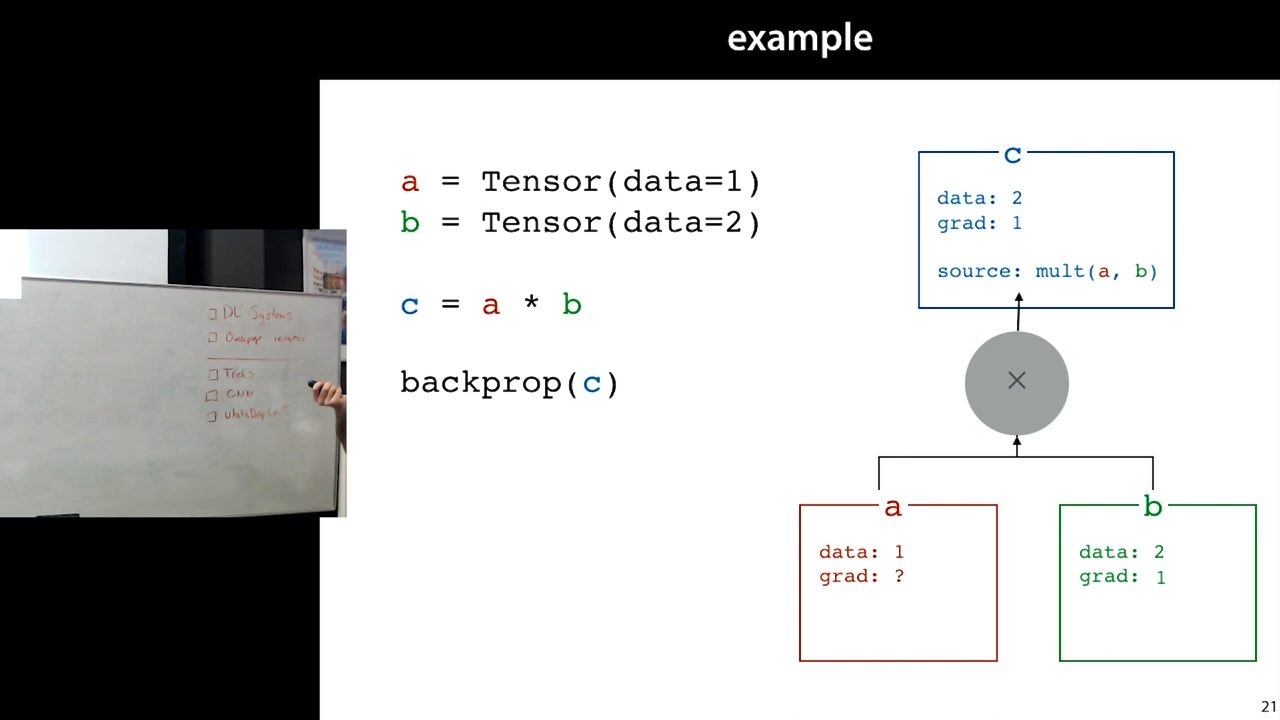 example
a = Tensor(data=1)
b = Tensor(data=2)
c = a * b
backprop(c)
c
data: 2
grad: 1
source: mult(a, b)
×
a
data: 1
grad: ?
b
data: 2
grad: 1
DL Systems
Backprop
Tricks
21